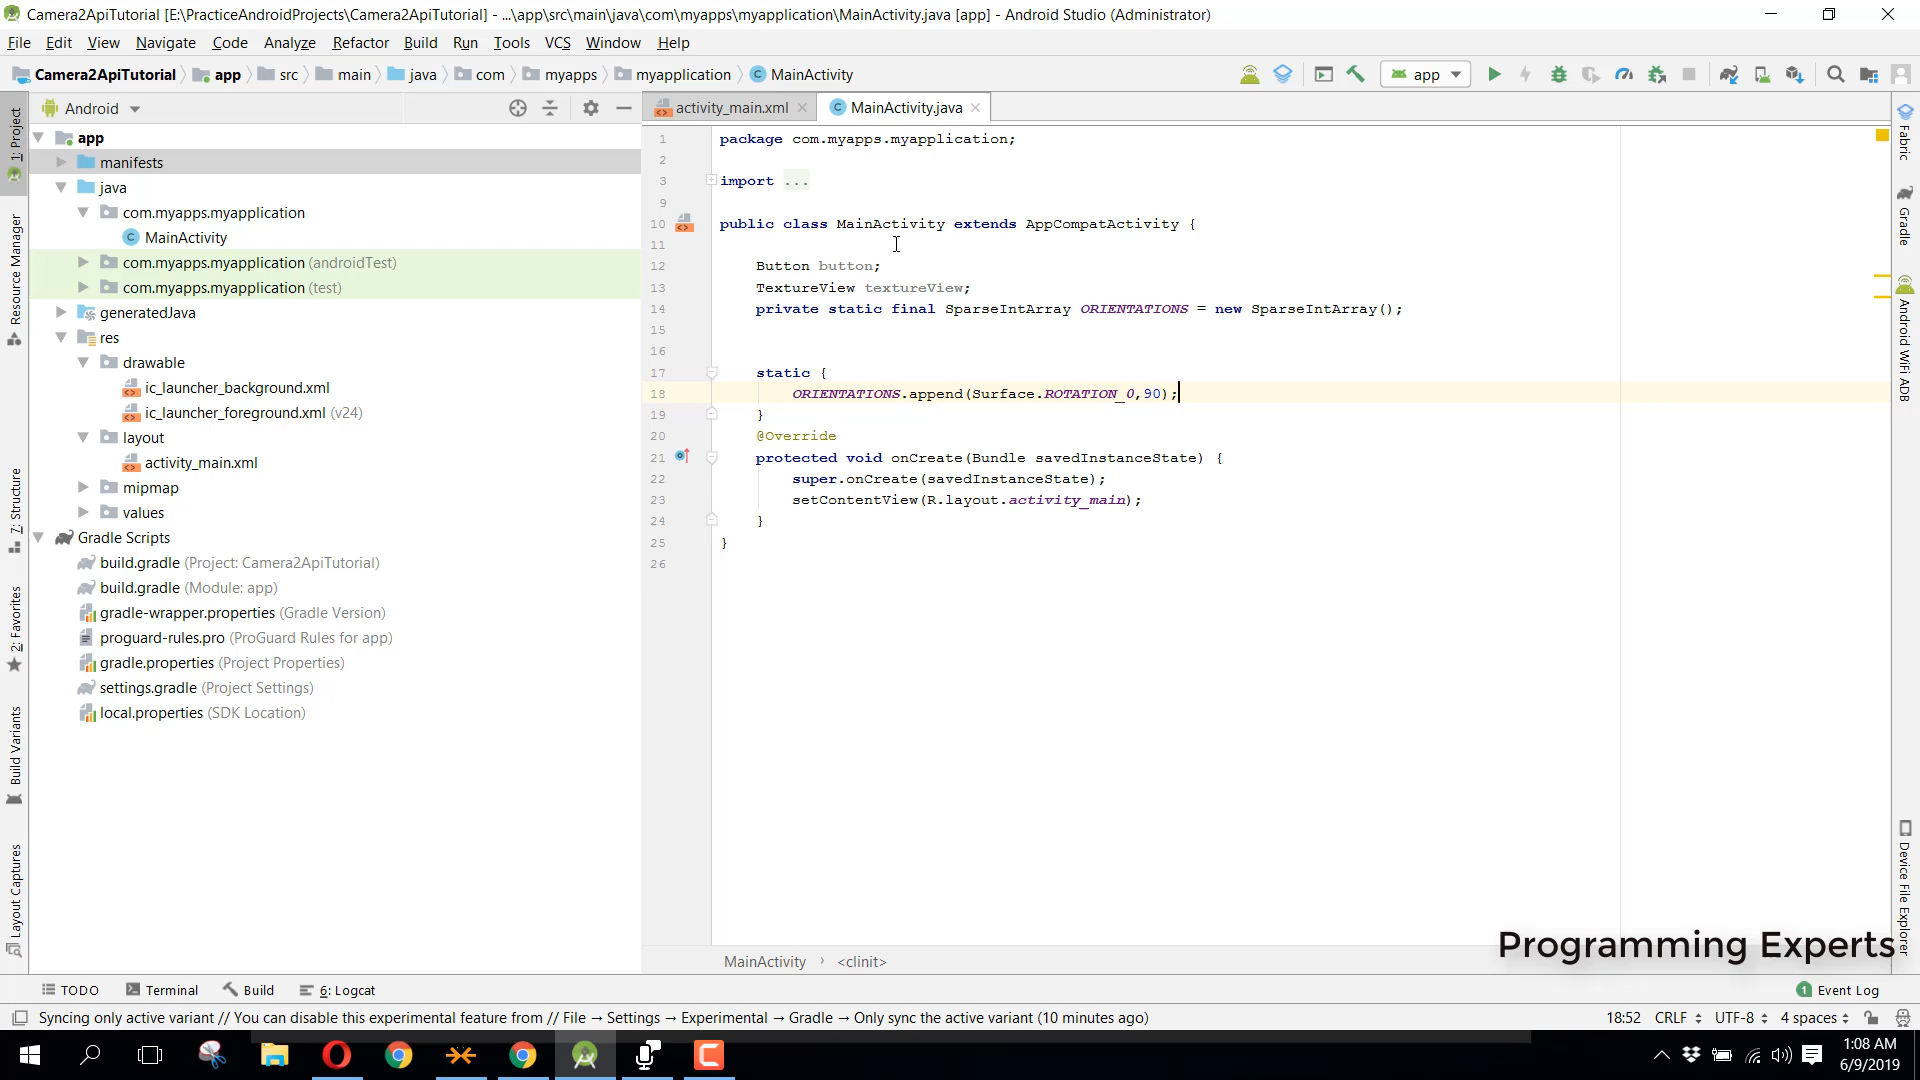 Camera2ApiTutorial [E:\PracticeAndroidProjects\Camera2ApiTutorial] - ...\app\src\main\java\com\myapps\myapplication\MainActivity.java [app] - Android Studio (Administrator)
File Edit View Navigate Code Analyze Refactor Build Run Tools VCS Window Help
Camera2ApiTutorial app src main java com myapps myapplication MainActivity
app
Android
activity_main.xml
MainActivity.java
1: Project
Resource Manager
7: Structure
2: Favorites
Build Variants
Layout Captures
app
manifests
java
com.myapps.myapplication
MainActivity
com.myapps.myapplication (androidTest)
com.myapps.myapplication (test)
generatedJava
res
drawable
ic_launcher_background.xml
ic_launcher_foreground.xml (v24)
layout
activity_main.xml
mipmap
values
Gradle Scripts
build.gradle (Project: Camera2ApiTutorial)
build.gradle (Module: app)
gradle-wrapper.properties (Gradle Version)
proguard-rules.pro (ProGuard Rules for app)
gradle.properties (Project Properties)
settings.gradle (Project Settings)
local.properties (SDK Location)
1 package com.myapps.myapplication;
2
3 import ...
9
10 public class MainActivity extends AppCompatActivity {
11
12 Button button;
13 TextureView textureView;
14 private static final SparseIntArray ORIENTATIONS = new SparseIntArray();
15
16
17 static {
18 ORIENTATIONS.append(Surface.ROTATION_0,90);
19 }
20 @Override
21 protected void onCreate(Bundle savedInstanceState) {
22 super.onCreate(savedInstanceState);
23 setContentView(R.layout.activity_main);
24 }
25 }
26
Fabric
Gradle
Android WiFi ADB
Device File Explorer
Programming Experts
MainActivity › <clinit>
TODO Terminal Build 6: Logcat
1 Event Log
Syncing only active variant // You can disable this experimental feature from // File → Settings → Experimental → Gradle → Only sync the active variant (10 minutes ago)
18:52 CRLF UTF-8 4 spaces
1:08 AM
6/9/2019